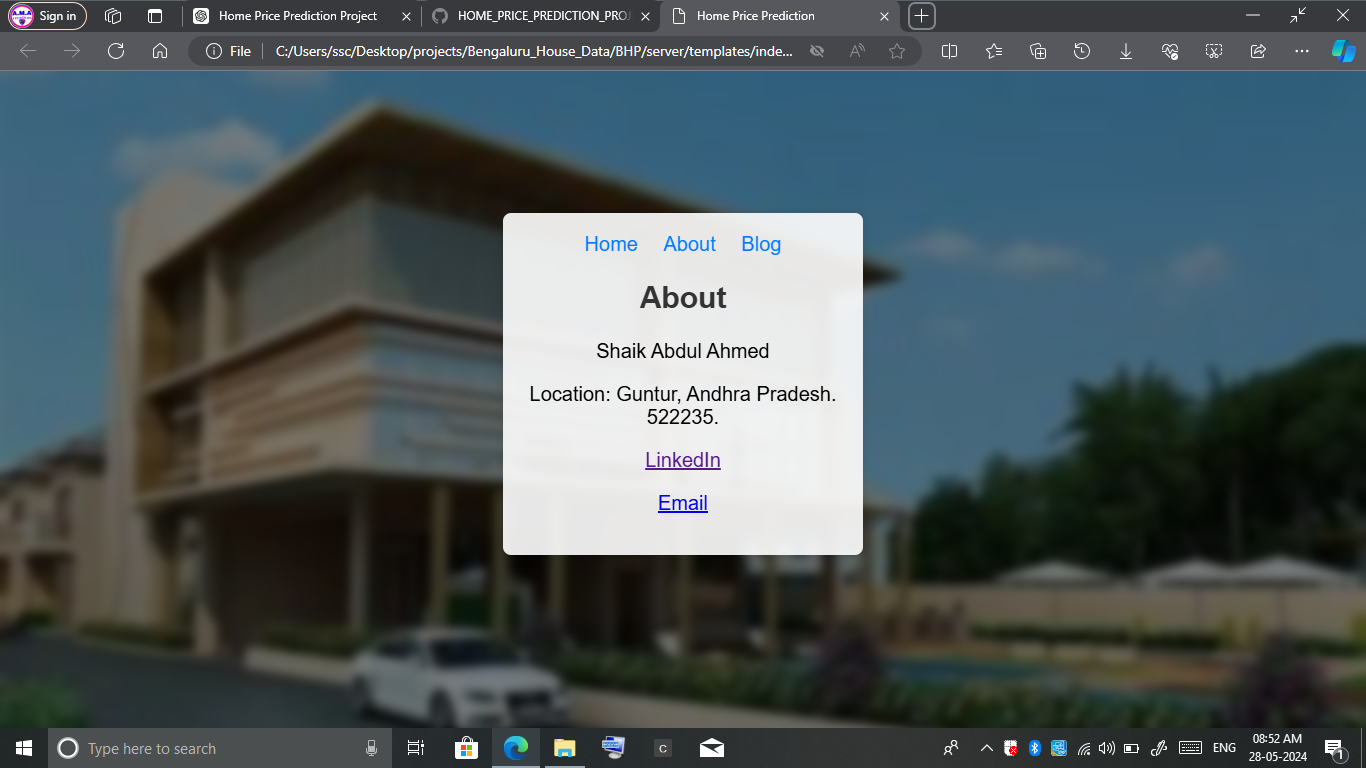 Sign in
Home Price Prediction Project
HOME_PRICE_PREDICTION_PROJ
Home Price Prediction
File
C:/Users/ssc/Desktop/projects/Bengaluru_House_Data/BHP/server/templates/inde...
Home About Blog
About
Shaik Abdul Ahmed
Location: Guntur, Andhra Pradesh.
522235.
LinkedIn
Email
Type here to search
C
ENG
08:52 AM
28-05-2024
1